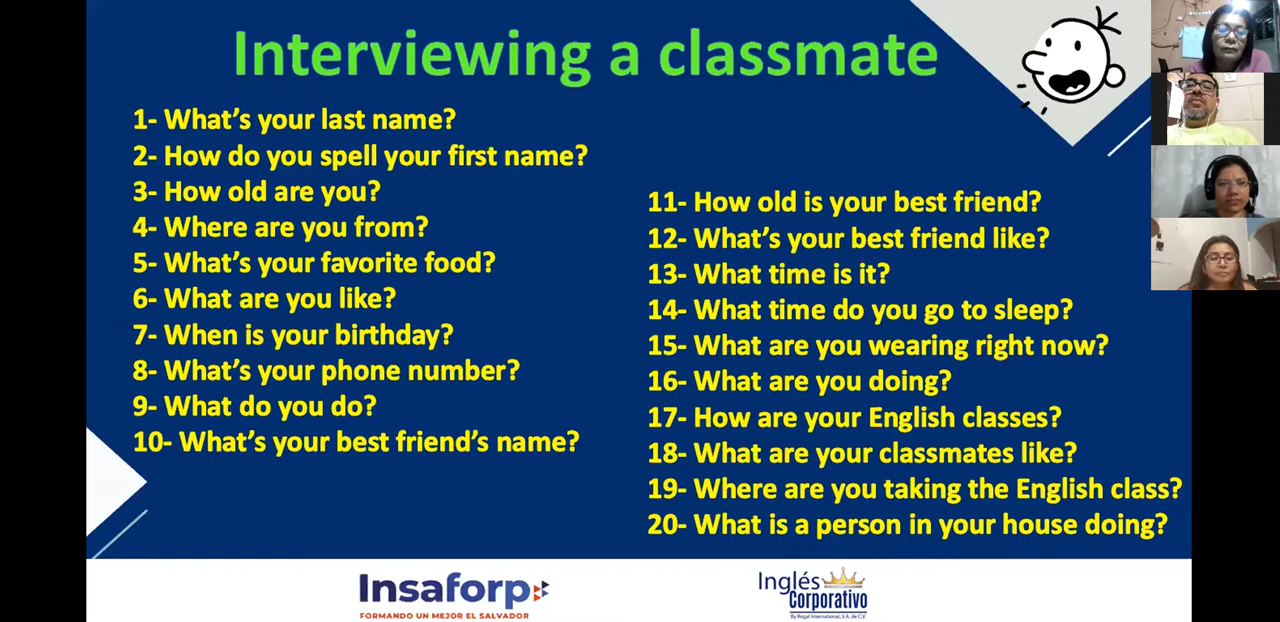 Interviewing a classmate
1- What's your last name?
2- How do you spell your first name?
3- How old are you?
4- Where are you from?
5- What's your favorite food?
6- What are you like?
7- When is your birthday?
8- What's your phone number?
9- What do you do?
10- What's your best friend's name?
11- How old is your best friend?
12- What's your best friend like?
13- What time is it?
14- What time do you go to sleep?
15- What are you wearing right now?
16- What are you doing?
17- How are your English classes?
18- What are your classmates like?
19- Where are you taking the English class?
20- What is a person in your house doing?
Insaforp
FORMANDO UN MEJOR EL SALVADOR
Inglés
Corporativo
By Regal International, S.A. de C.V.